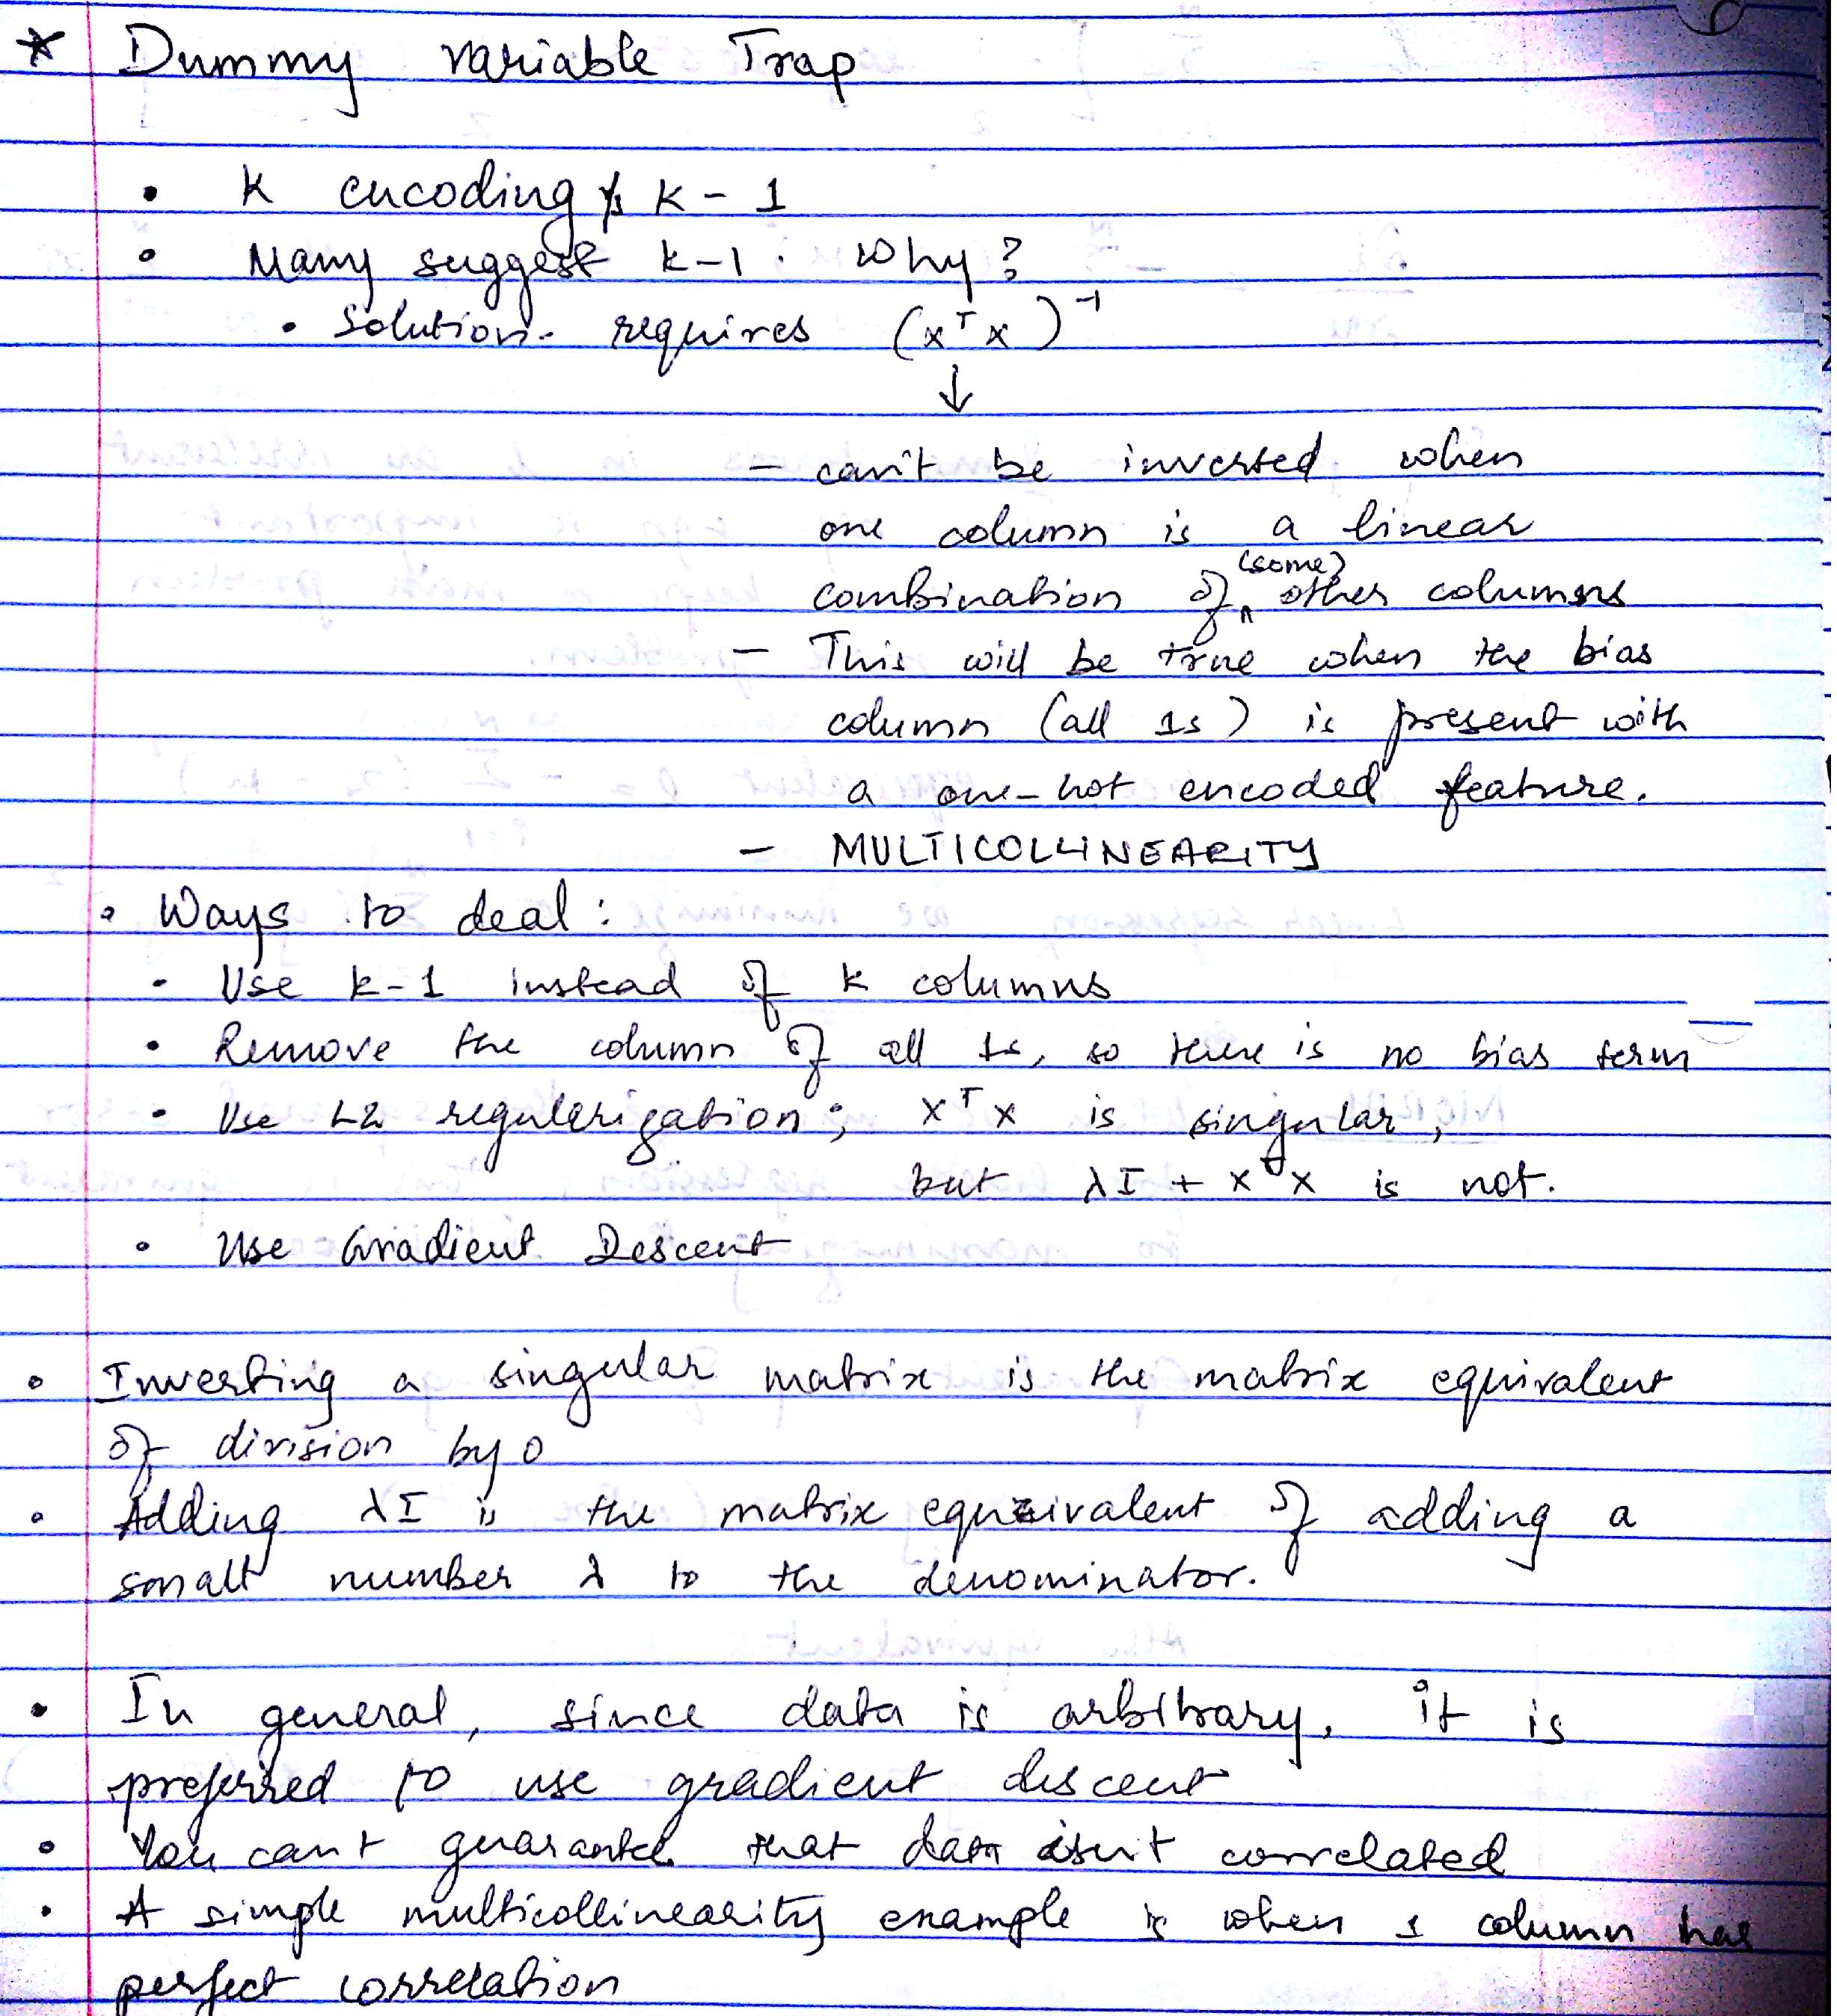 * Dummy variable Trap
• K encoding vs K - 1
• Many suggest k-1. Why?
• Solution requires (xᵀx)⁻¹
↓
- can't be inverted when
one column is a linear
combination of (some) other columns
- This will be true when the bias
column (all 1s) is present with
a one-hot encoded feature.
- MULTICOLLINEARITY
• Ways to deal:
• Use k-1 instead of k columns
• Remove the column of all 1s, so there is no bias term
• Use L2 regularization; xᵀx is singular,
but λI + xᵀx is not.
• Use Gradient Descent
• Inverting a singular matrix is the matrix equivalent
of division by 0
• Adding λI is the matrix equivalent of adding a
small number λ to the denominator.
• In general, since data is arbitrary, it is
preferred to use gradient descent
• You can't guarantee that data isn't correlated
• A simple multicollinearity example is when 1 column has
perfect correlation